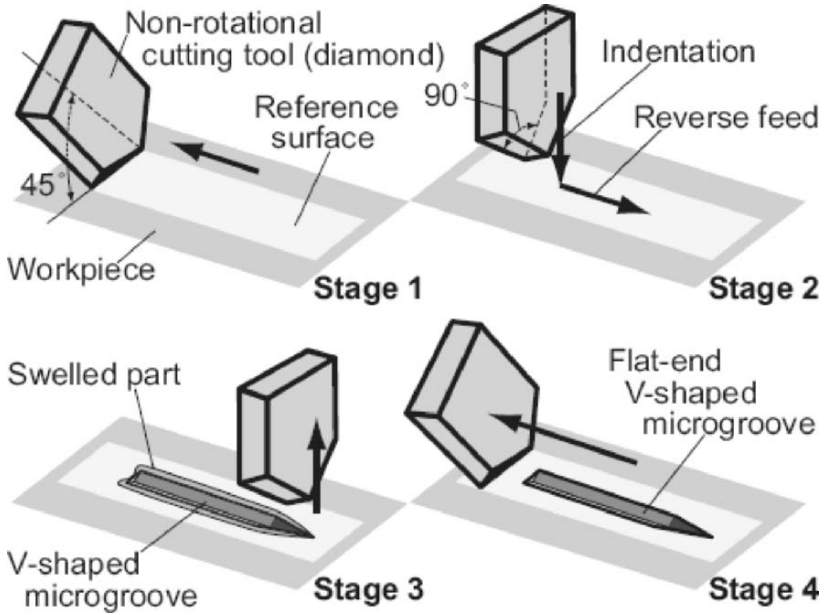 Non-rotational
cutting tool (diamond)
Reference
surface
45°
Workpiece
Stage 1
Indentation
90°
Reverse feed
Stage 2
Swelled part
V-shaped
microgroove
Stage 3
Flat-end
V-shaped
microgroove
Stage 4